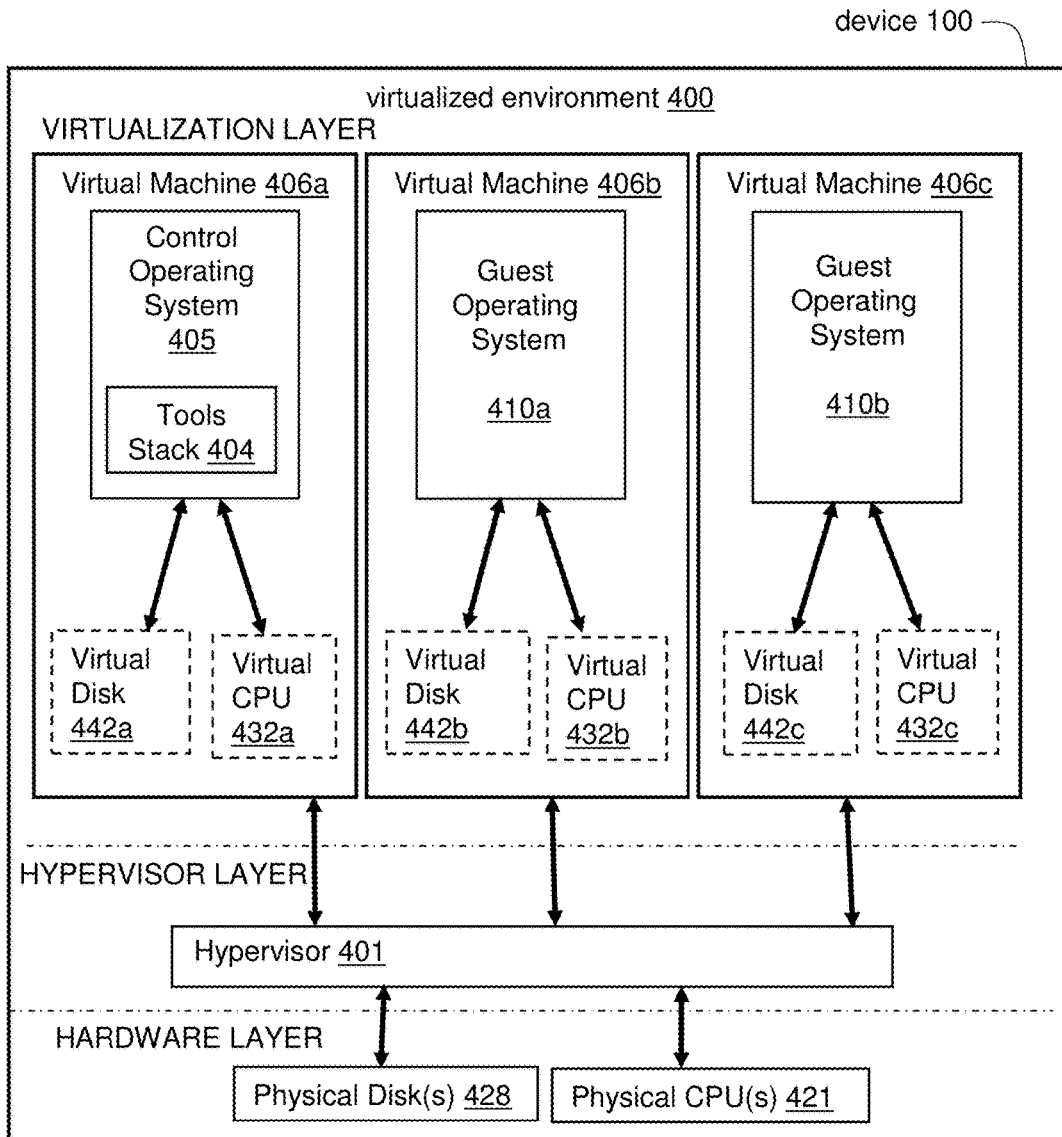 device 100
virtualized environment 400
VIRTUALIZATION LAYER
Virtual Machine 406a
Control
Operating
System
405
Tools
Stack 404
Virtual
Disk
442a
Virtual
CPU
432a
Virtual Machine 406b
Guest
Operating
System
410a
Virtual
Disk
442b
Virtual
CPU
432b
Virtual Machine 406c
Guest
Operating
System
410b
Virtual
Disk
442c
Virtual
CPU
432c
HYPERVISOR LAYER
Hypervisor 401
HARDWARE LAYER
Physical Disk(s) 428
Physical CPU(s) 421